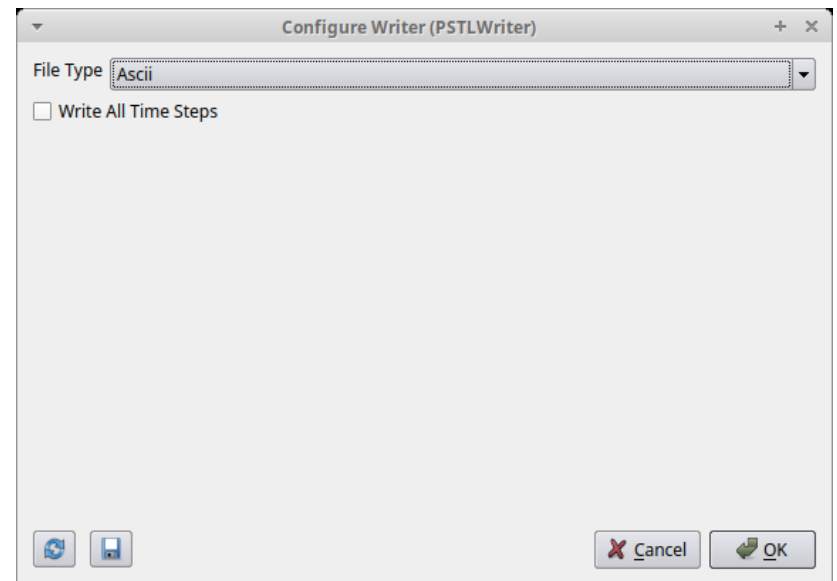 Configure Writer (PSTLWriter)
File Type Ascii
Write All Time Steps
Cancel OK